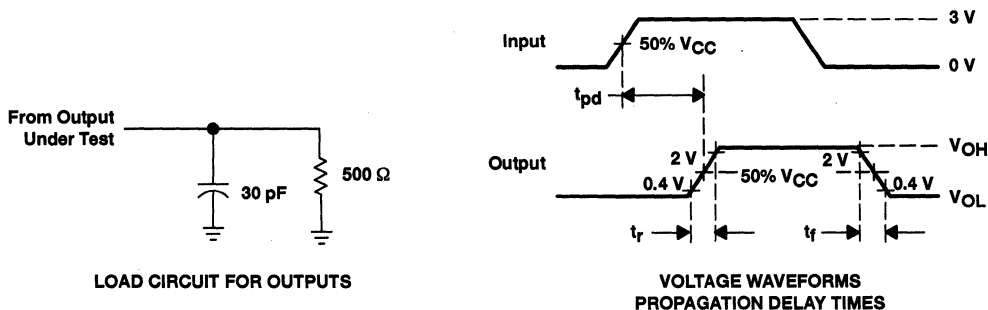 From Output
Under Test
30 pF
500 Ω
LOAD CIRCUIT FOR OUTPUTS
Input
50% VCC
3 V
0 V
tpd
Output
2 V
0.4 V
50% VCC
2 V
0.4 V
VOH
VOL
tr
tf
VOLTAGE WAVEFORMS
PROPAGATION DELAY TIMES